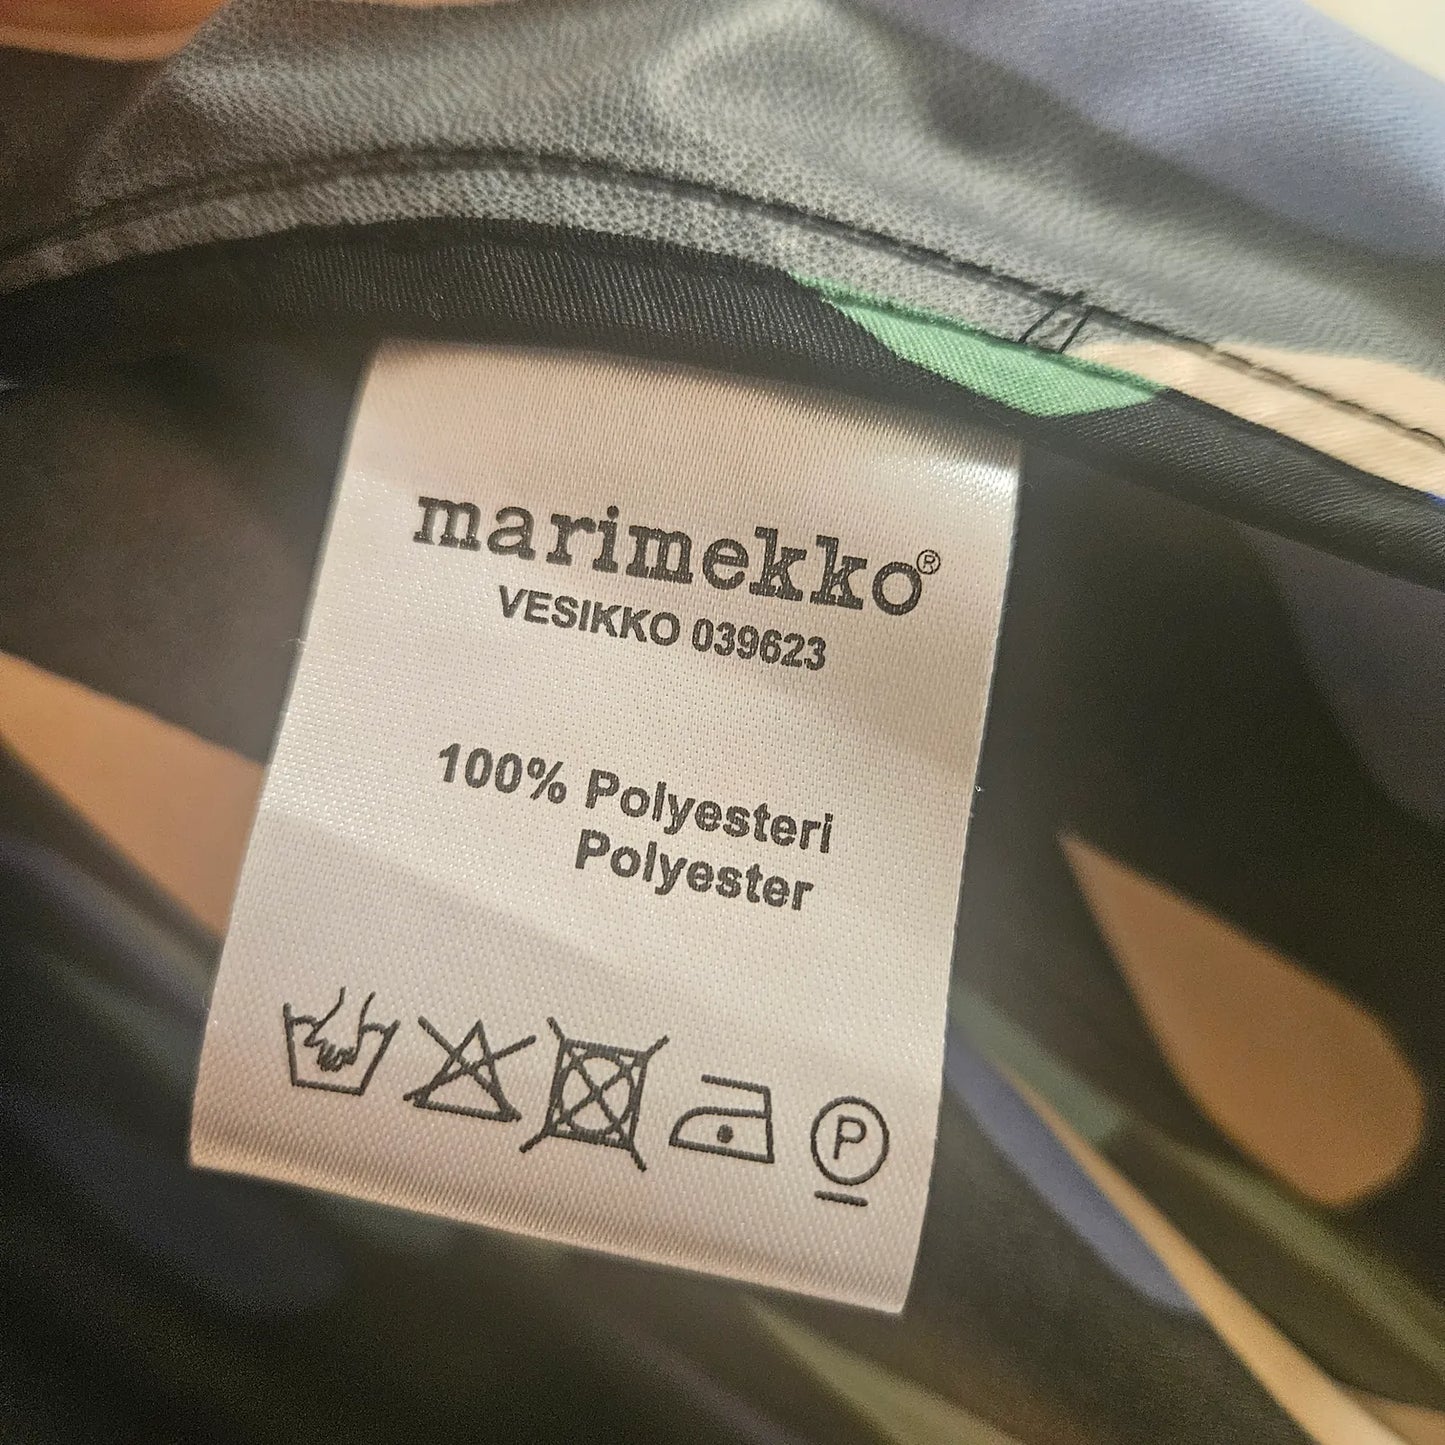 marimekko®
VESIKKO 039623
100% Polyesteri
Polyester
P